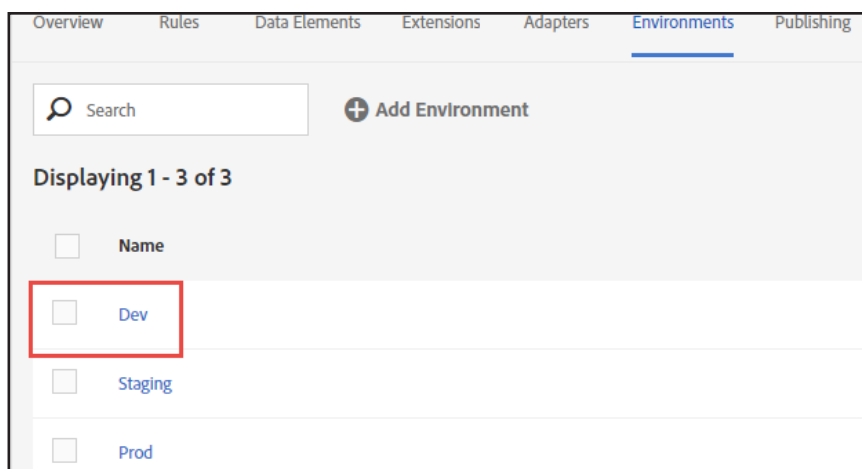 Overview Rules Data Elements Extensions Adapters Environments Publishing
Search Add Environment
Displaying 1 - 3 of 3
Name
Dev
Staging
Prod